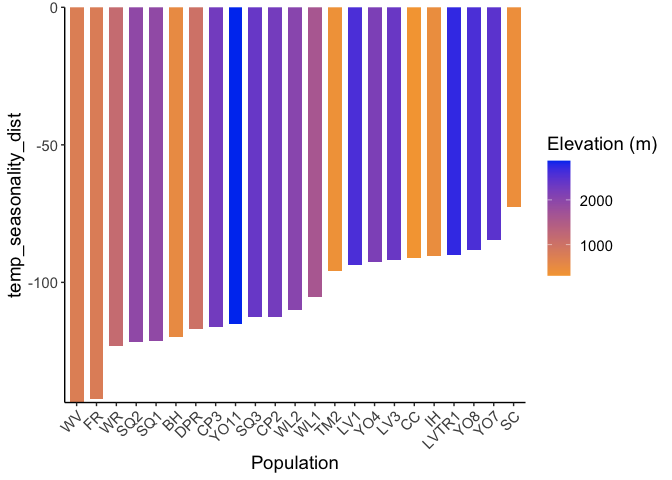 temp_seasonality_dist
0
-50
-100
WV
FR
WR
SQ2
SQ1
BH
DPR
CP3
YO11
SQ3
CP2
WL2
WL1
TM2
LV1
YO4
LV3
CC
IH
LVTR1
YO8
YO7
SC
Population
Elevation (m)
2000
1000